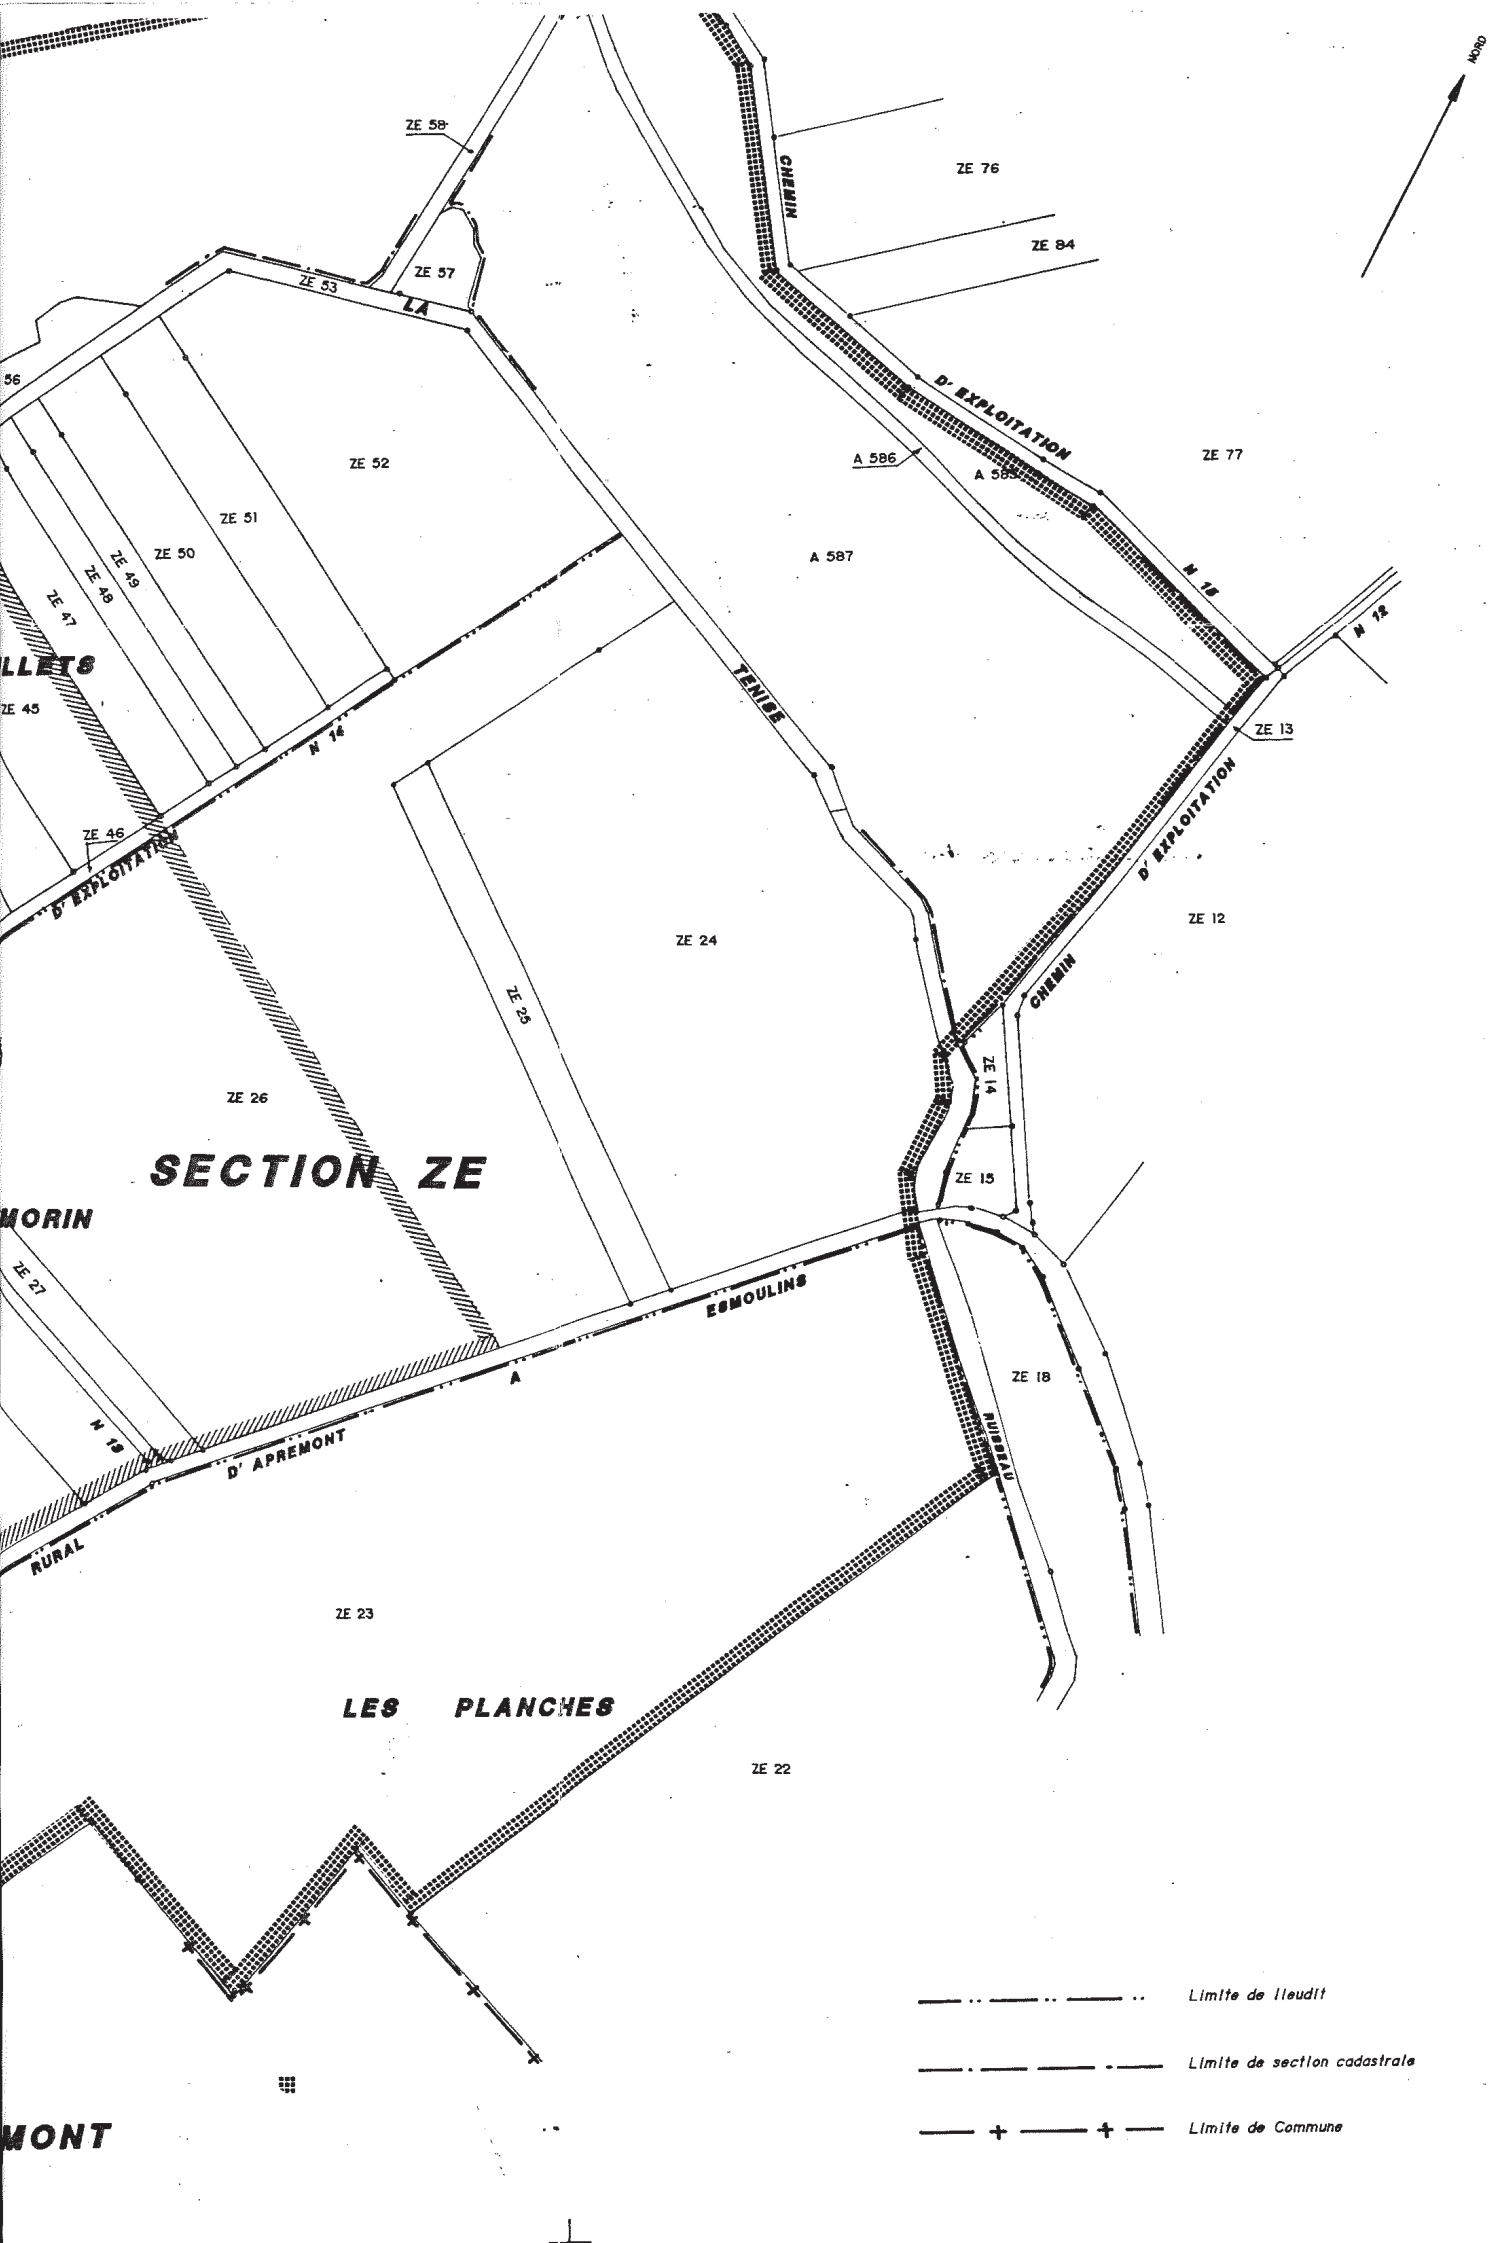 NORD
ZE 58
CHEMIN
ZE 76
ZE 84
ZE 57
ZE 53
LA
56
D' EXPLOITATION
ZE 77
A 586
ZE 52
ZE 51
ZE 50
ZE 49
ZE 48
ZE 47
A 587
N 12
LLETS
ZE 45
TENISE
ZE 13
N 14
ZE 46
D' EXPLOITATION
D' EXPLOITATION
ZE 12
ZE 24
CHEMIN
ZE 25
ZE 14
ZE 26
SECTION ZE
ZE 15
MORIN
ZE 27
ESMOULINS
A
ZE 18
N 13
D' APREMONT
RUISSEAU
RURAL
ZE 23
LES PLANCHES
ZE 22
Limite de lieudit
Limite de section cadastrale
Limite de Commune
MONT